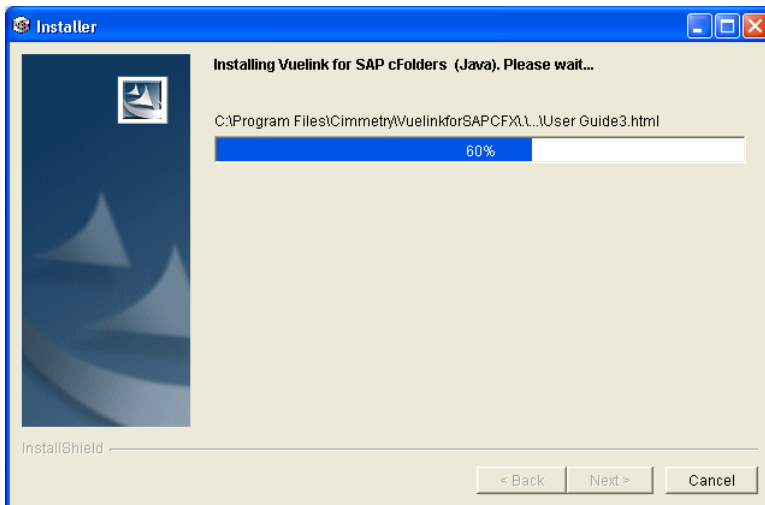 Installer
Installing Vuelink for SAP cFolders (Java). Please wait...
C:\Program Files\Cimmetry\VuelinkforSAPCFX\.\...\User Guide3.html
60%
InstallShield
< Back
Next >
Cancel